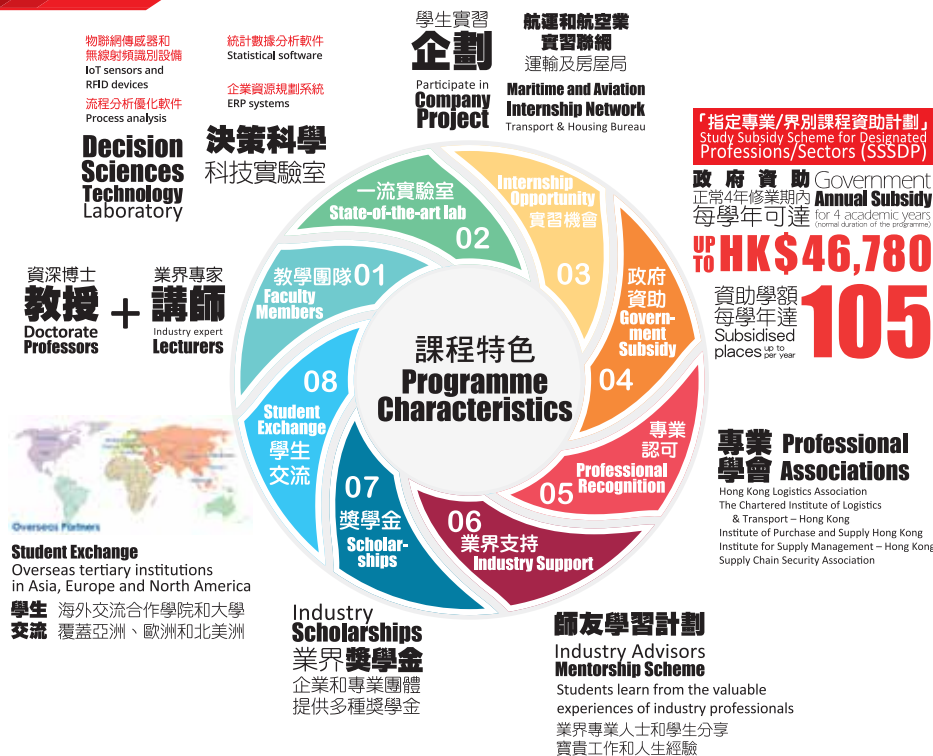 物聯網傳感器和
無線射頻識別設備
IoT sensors and
RFID devices
流程分析優化軟件
Process analysis
統計數據分析軟件
Statistical software
企業資源規劃系統
ERP systems
Decision
Sciences
Technology
Laboratory
決策科學
科技實驗室
學生實習
企劃
Participate in
Company
Project
航運和航空業
實習聯網
運輸及房屋局
Maritime and Aviation
Internship Network
Transport & Housing Bureau
「指定專業/界別課程資助計劃」
Study Subsidy Scheme for Designated
Professions/Sectors (SSSDP)
政府資助
正常4年修業期內
每學年可達
Government
Annual Subsidy
for 4 academic years
(normal duration of the programme)
UP TO HK$46,780
資助學額
每學年達
Subsidised
places up to per year
105
資深博士
教授
Doctorate
Professors
+
業界專家
講師
Industry expert
Lecturers
課程特色
Programme
Characteristics
教學團隊01
Faculty
Members
一流實驗室
State-of-the-art lab
02
Internship
Opportunity
實習機會
03
政府
資助
Govern-
ment
Subsidy
04
專業
認可
Professional
Recognition
05
06
業界支持
Industry Support
07
獎學金
Scholar-
ships
08
Student
Exchange
學生
交流
專業
學會
Professional
Associations
Hong Kong Logistics Association
The Chartered Institute of Logistics
& Transport – Hong Kong
Institute of Purchase and Supply Hong Kong
Institute for Supply Management – Hong Kong
Supply Chain Security Association
Overseas Partners
Student Exchange
Overseas tertiary institutions
in Asia, Europe and North America
學生
交流
海外交流合作學院和大學
覆蓋亞洲、歐洲和北美洲
Industry
Scholarships
業界獎學金
企業和專業團體
提供多種獎學金
師友學習計劃
Industry Advisors
Mentorship Scheme
Students learn from the valuable
experiences of industry professionals
業界專業人士和學生分享
寶貴工作和人生經驗